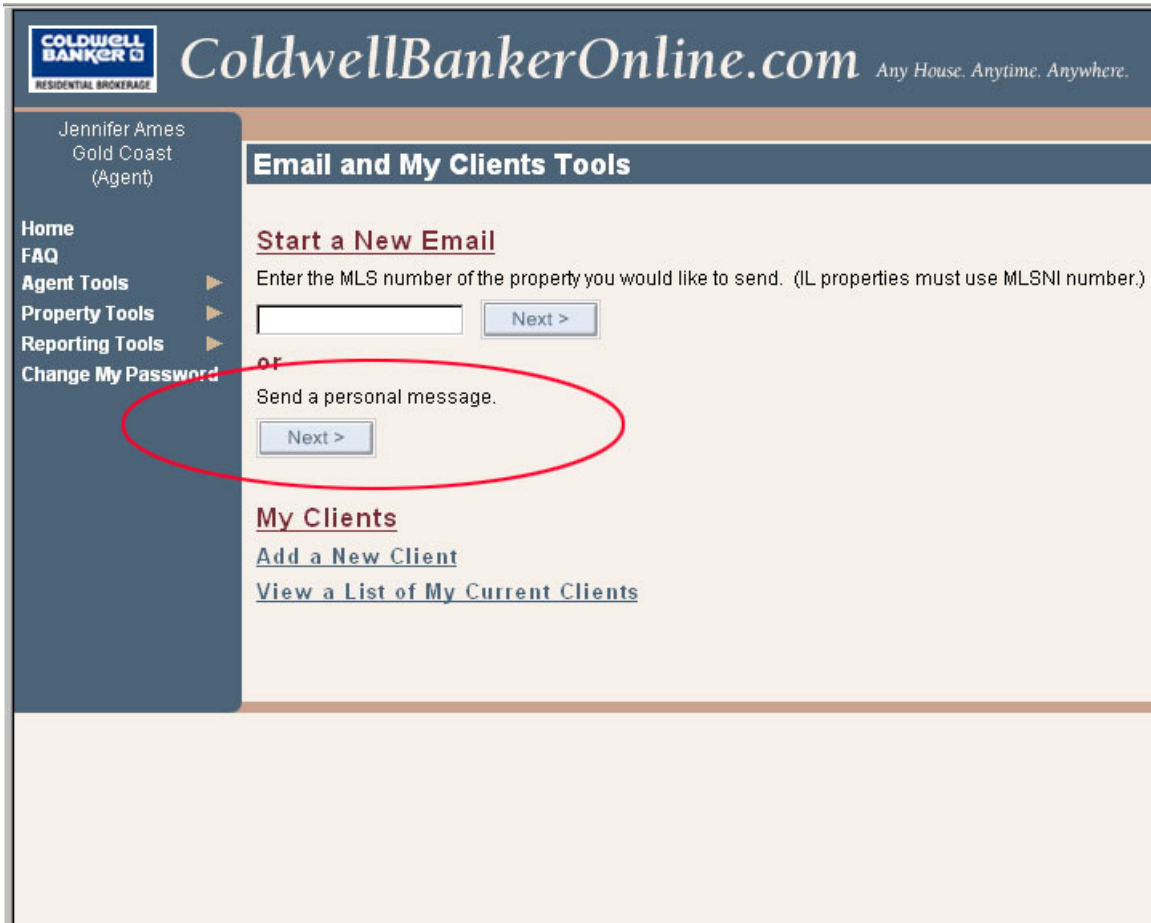 COLDWELL
BANKER
RESIDENTIAL BROKERAGE
ColdwellBankerOnline.com Any House. Anytime. Anywhere.
Jennifer Ames
Gold Coast
(Agent)
Home
FAQ
Agent Tools
Property Tools
Reporting Tools
Change My Password
Email and My Clients Tools
Start a New Email
Enter the MLS number of the property you would like to send. (IL properties must use MLSNI number.)
Next >
or
Send a personal message.
Next >
My Clients
Add a New Client
View a List of My Current Clients